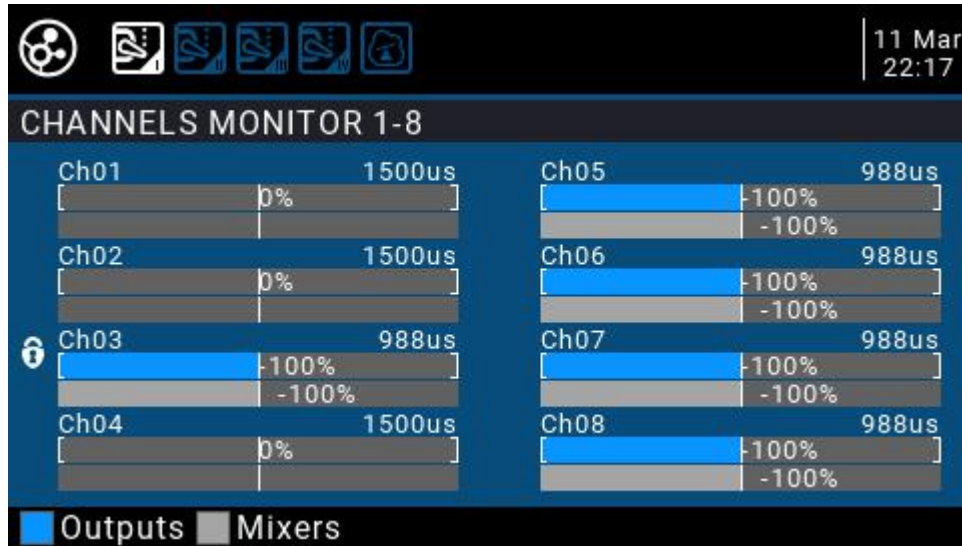 11 Mar
22:17
CHANNELS MONITOR 1-8
Ch01 1500us
0%
Ch02 1500us
0%
Ch03 988us
-100%
-100%
Ch04 1500us
0%
Ch05 988us
-100%
-100%
Ch06 988us
-100%
-100%
Ch07 988us
-100%
-100%
Ch08 988us
-100%
-100%
Outputs Mixers